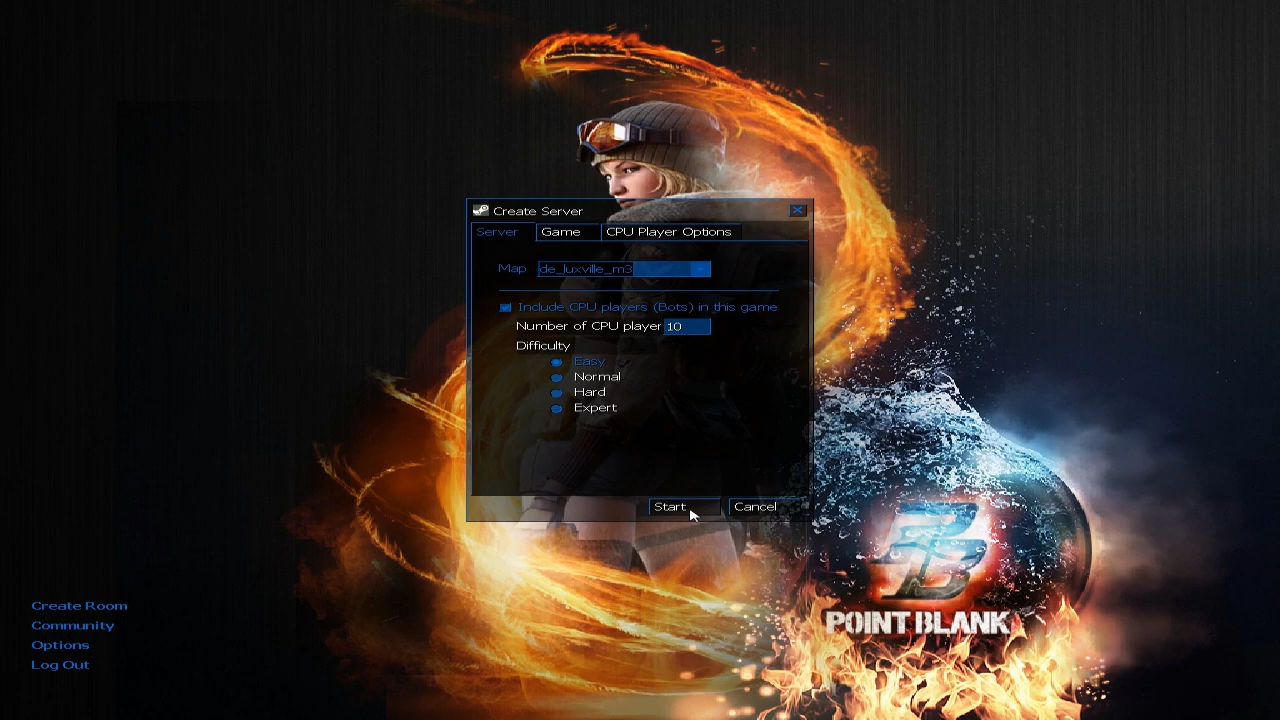 Create Server
Server Game CPU Player Options
Map de_luxville_m3
Include CPU players (Bots) in this game
Number of CPU player 10
Difficulty
Easy
Normal
Hard
Expert
Start Cancel
Create Room
Community
Options
Log Out
PB
POINT BLANK